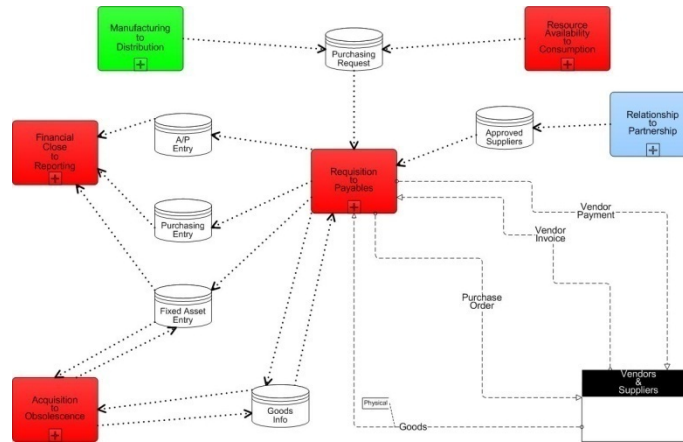 Manufacturing
to
Distribution
Purchasing
Request
Resource
Availability to
Consumption
Financial
Close
to
Reporting
A/P
Entry
Approved
Suppliers
Relationship
to
Partnership
Requisition
to
Payables
Purchasing
Entry
Vendor
Payment
Vendor
Invoice
Fixed Asset
Entry
Purchase
Order
Acquisition
to
Obsolescence
Goods
Info
Physical
Goods
Vendors
&
Suppliers